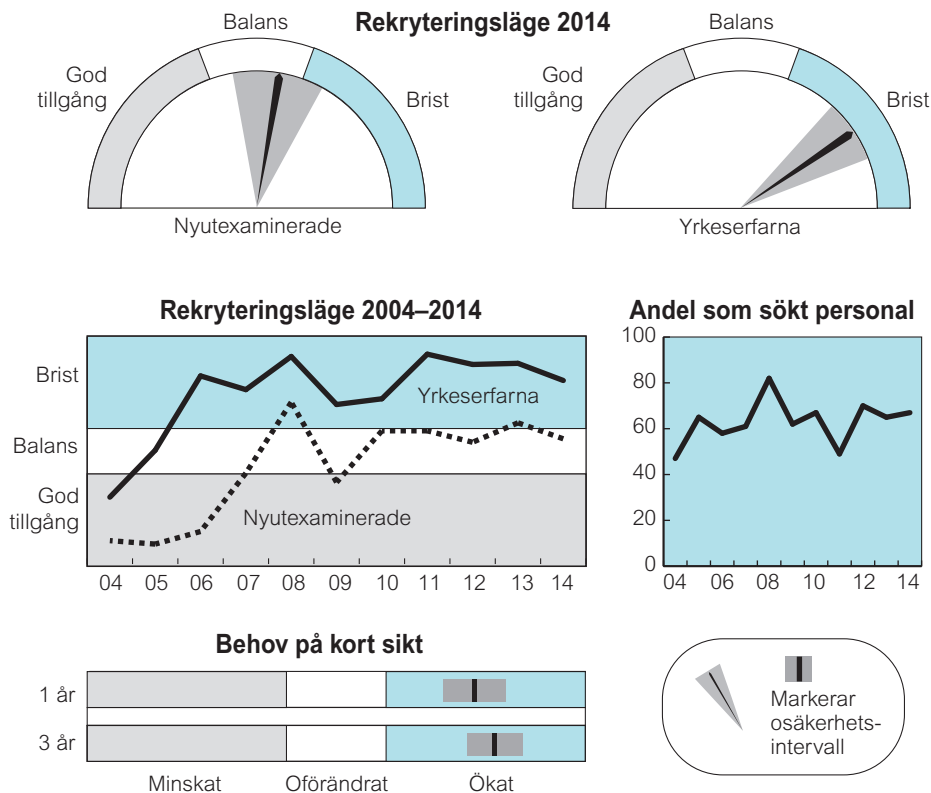 Rekryteringsläge 2014
Balans
God
tillgång
Brist
Nyutexaminerade
Balans
God
tillgång
Brist
Yrkeserfarna
Rekryteringsläge 2004–2014
Brist
Balans
God
tillgång
Yrkeserfarna
Nyutexaminerade
04 05 06 07 08 09 10 11 12 13 14
Andel som sökt personal
100
80
60
40
20
0
04 06 08 10 12 14
Behov på kort sikt
1 år
3 år
Minskat Oförändrat Ökat
Markerar
osäkerhets-
intervall